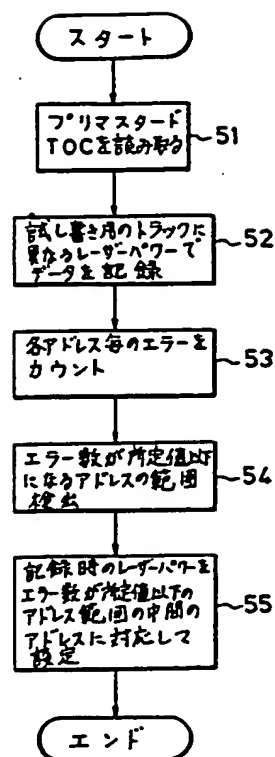 スタート
プリマスタード
TOCを読み取る
51
試し書き用のトラックに
異なるレーザーパワーで
データを記録
52
各アドレス毎のエラーを
カウント
53
エラー数が所定値以下
になるアドレスの範囲
検出
54
記録時のレーザーパワーを
エラー数が所定値以下の
アドレス範囲の中間の
アドレスに対応して
設定
55
エンド